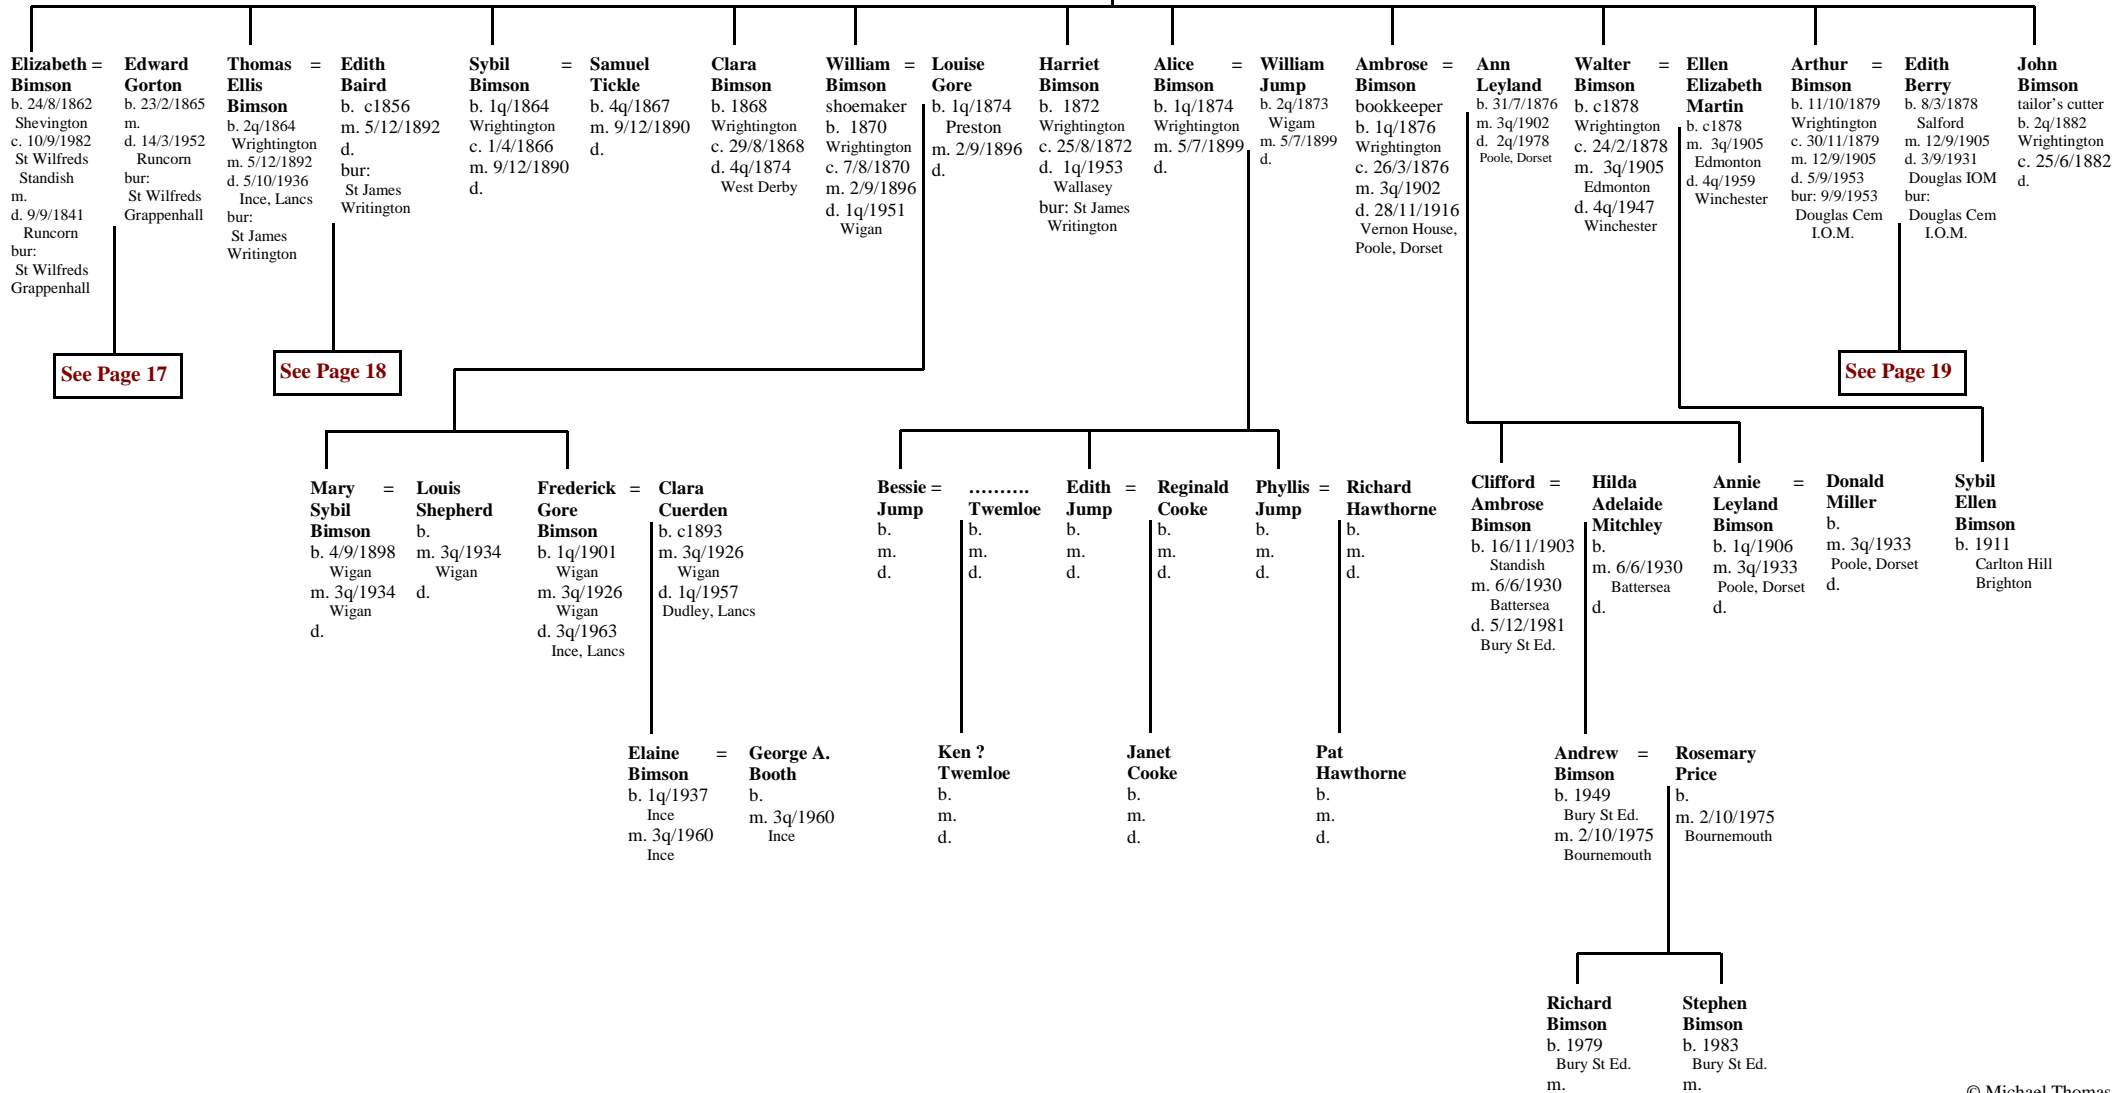 Elizabeth =
Bimson
b. 24/8/1862
Shevington
c. 10/9/1982
St Wilfreds
Standish
m.
d. 9/9/1841
Runcorn
bur:
St Wilfreds
Grappenhall
Edward
Gorton
b. 23/2/1865
m.
d. 14/3/1952
Runcorn
bur:
St Wilfreds
Grappenhall
Thomas =
Ellis
Bimson
b. 2q/1864
Wrightington
m. 5/12/1892
d. 5/10/1936
Ince, Lancs
bur:
St James
Writington
Edith
Baird
b. c1856
m. 5/12/1892
d.
bur:
St James
Writington
Sybil =
Bimson
b. 1q/1864
Wrightington
c. 1/4/1866
m. 9/12/1890
d.
Samuel
Tickle
b. 4q/1867
m. 9/12/1890
d.
Clara
Bimson
b. 1868
Wrightington
c. 29/8/1868
d. 4q/1874
West Derby
William =
Bimson
shoemaker
b. 1870
Wrightington
c. 7/8/1870
m. 2/9/1896
d. 1q/1951
Wigan
Louise
Gore
b. 1q/1874
Preston
m. 2/9/1896
d.
Harriet
Bimson
b. 1872
Wrightington
c. 25/8/1872
d. 1q/1953
Wallasey
bur: St James
Writington
Alice =
Bimson
b. 1q/1874
Wrightington
m. 5/7/1899
d.
William
Jump
b. 2q/1873
Wigam
m. 5/7/1899
d.
Ambrose =
Bimson
bookkeeper
b. 1q/1876
Wrightington
c. 26/3/1876
m. 3q/1902
d. 28/11/1916
Vernon House,
Poole, Dorset
Ann
Leyland
b. 31/7/1876
m. 3q/1902
d. 2q/1978
Poole, Dorset
Walter =
Bimson
b. c1878
Wrightington
c. 24/2/1878
m. 3q/1905
Edmonton
d. 4q/1947
Winchester
Ellen
Elizabeth
Martin
b. c1878
m. 3q/1905
Edmonton
d. 4q/1959
Winchester
Arthur =
Bimson
b. 11/10/1879
Wrightington
c. 30/11/1879
m. 12/9/1905
d. 5/9/1953
bur: 9/9/1953
Douglas Cem
I.O.M.
Edith
Berry
b. 8/3/1878
Salford
m. 12/9/1905
d. 3/9/1931
Douglas IOM
bur:
Douglas Cem
I.O.M.
John
Bimson
tailor's cutter
b. 2q/1882
Wrightington
c. 25/6/1882
d.
See Page 17
See Page 18
See Page 19
Mary =
Sybil
Bimson
b. 4/9/1898
Wigan
m. 3q/1934
Wigan
d.
Louis
Shepherd
b.
m. 3q/1934
Wigan
d.
Frederick =
Gore
Bimson
b. 1q/1901
Wigan
m. 3q/1926
Wigan
d. 3q/1963
Ince, Lancs
Clara
Cuerden
b. c1893
m. 3q/1926
Wigan
d. 1q/1957
Dudley, Lancs
Bessie =
Jump
b.
m.
d.
..........
Twemloe
b.
m.
d.
Edith =
Jump
b.
m.
d.
Reginald
Cooke
b.
m.
d.
Phyllis =
Jump
b.
m.
d.
Richard
Hawthorne
b.
m.
d.
Clifford =
Ambrose
Bimson
b. 16/11/1903
Standish
m. 6/6/1930
Battersea
d. 5/12/1981
Bury St Ed.
Hilda
Adelaide
Mitchley
b.
m. 6/6/1930
Battersea
d.
Annie =
Leyland
Bimson
b. 1q/1906
m. 3q/1933
Poole, Dorset
d.
Donald
Miller
b.
m. 3q/1933
Poole, Dorset
d.
Sybil
Ellen
Bimson
b. 1911
Carlton Hill
Brighton
Elaine =
Bimson
b. 1q/1937
Ince
m. 3q/1960
Ince
George A.
Booth
b.
m. 3q/1960
Ince
Ken ?
Twemloe
b.
m.
d.
Janet
Cooke
b.
m.
d.
Pat
Hawthorne
b.
m.
d.
Andrew =
Bimson
b. 1949
Bury St Ed.
m. 2/10/1975
Bournemouth
Rosemary
Price
b.
m. 2/10/1975
Bournemouth
Richard
Bimson
b. 1979
Bury St Ed.
m.
Stephen
Bimson
b. 1983
Bury St Ed.
m.
© Michael Thomas